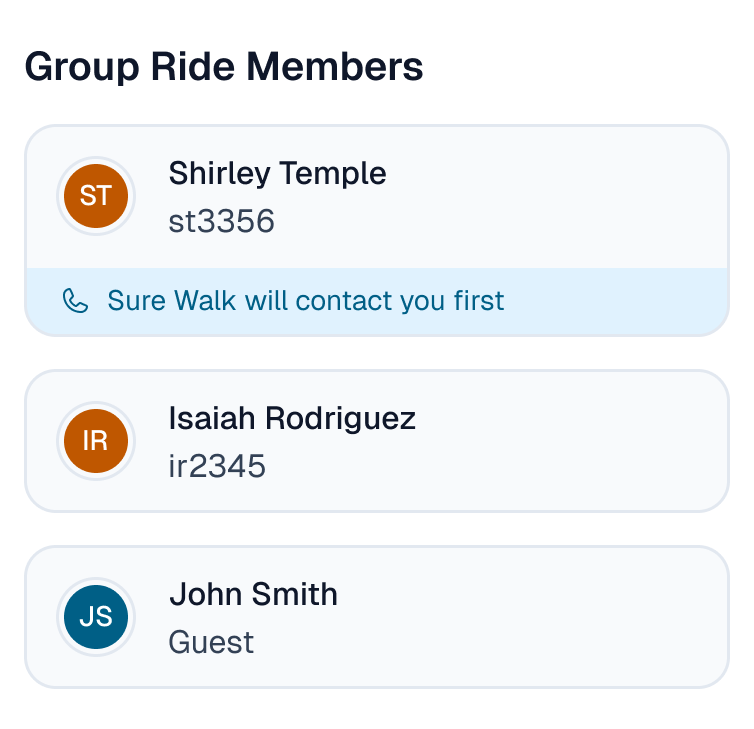 Group Ride Members
ST
Shirley Temple
st3356
Sure Walk will contact you first
IR
Isaiah Rodriguez
ir2345
JS
John Smith
Guest